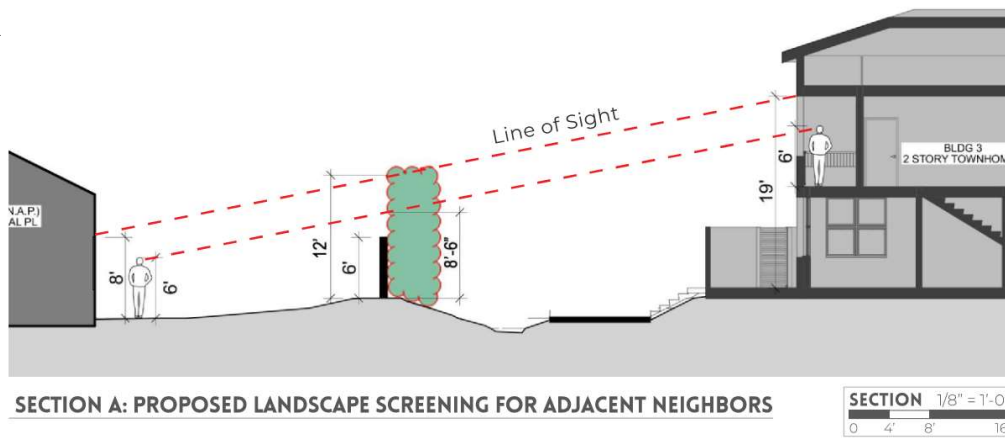 Line of Sight
N.A.P.)
AL PL
8'
6'
12'
6'
8'-6"
19'
6'
BLDG 3
2 STORY TOWNHOM
SECTION A: PROPOSED LANDSCAPE SCREENING FOR ADJACENT NEIGHBORS
SECTION 1/8" = 1'-0
0 4' 8' 16